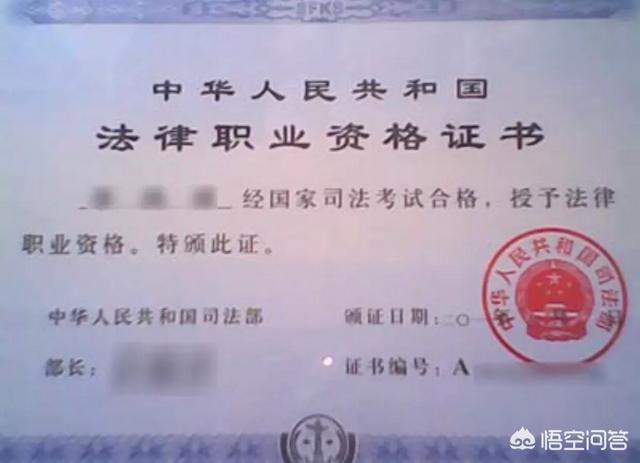 SFKS
中华人民共和国
法律职业资格证书
经国家司法考试合格，授予法律
职业资格。特颁此证。
中华人民共和国司法部
颁证日期：二〇一
部长：
证书编号：A
中华人民共和国司法部
悟空问答